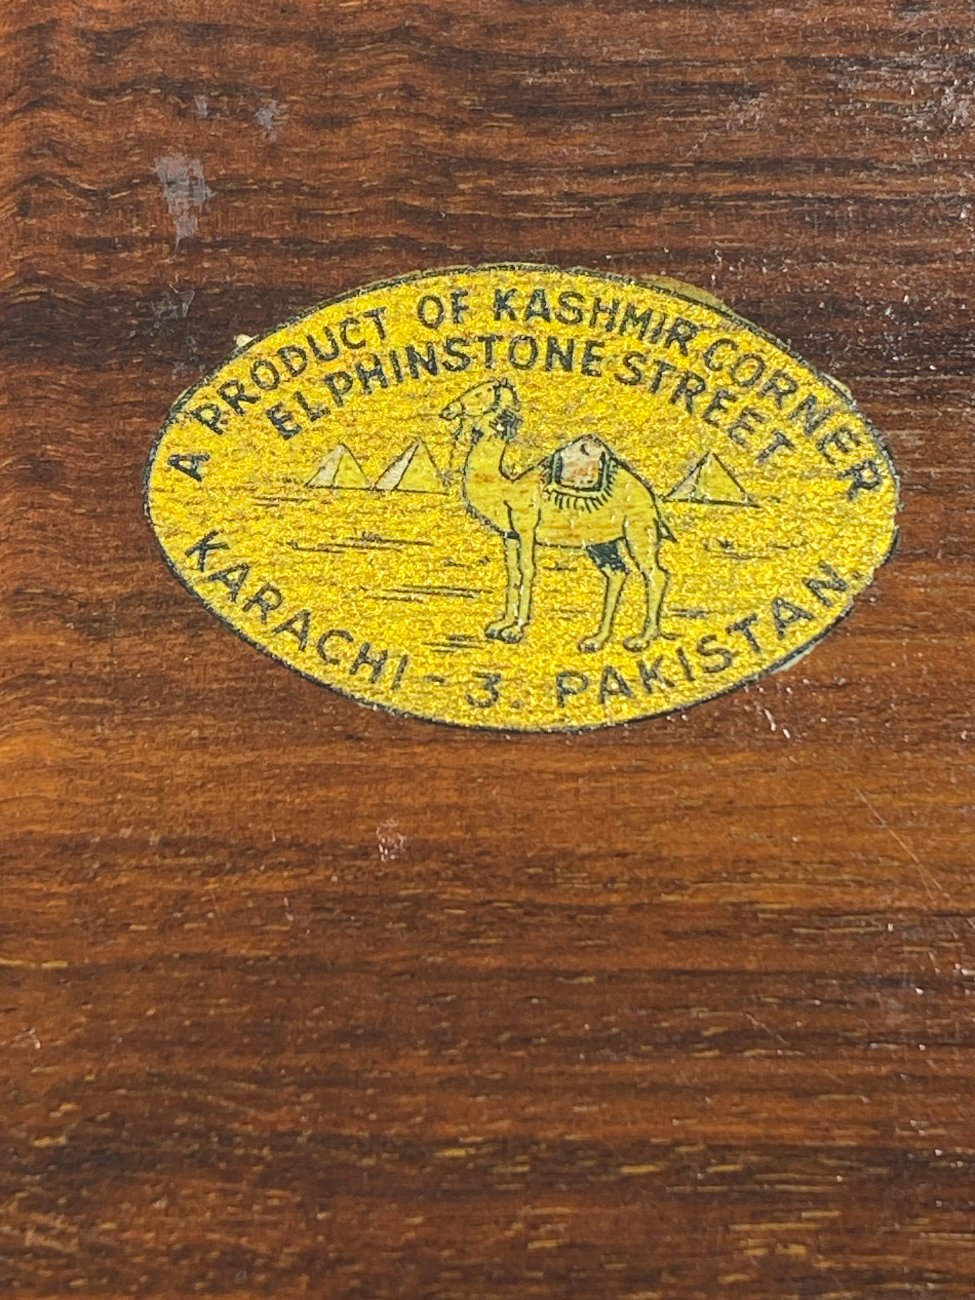 A PRODUCT OF KASHMIR CORNER
ELPHINSTONE STREET
KARACHI - 3. PAKISTAN.